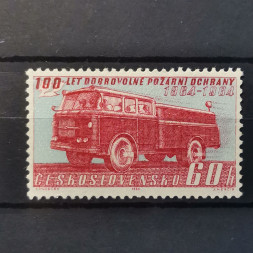 100 LET DOBROVOLNÉ POŽÁRNÍ OCHRANY
1864-1964
ČESKOSLOVENSKO 60h